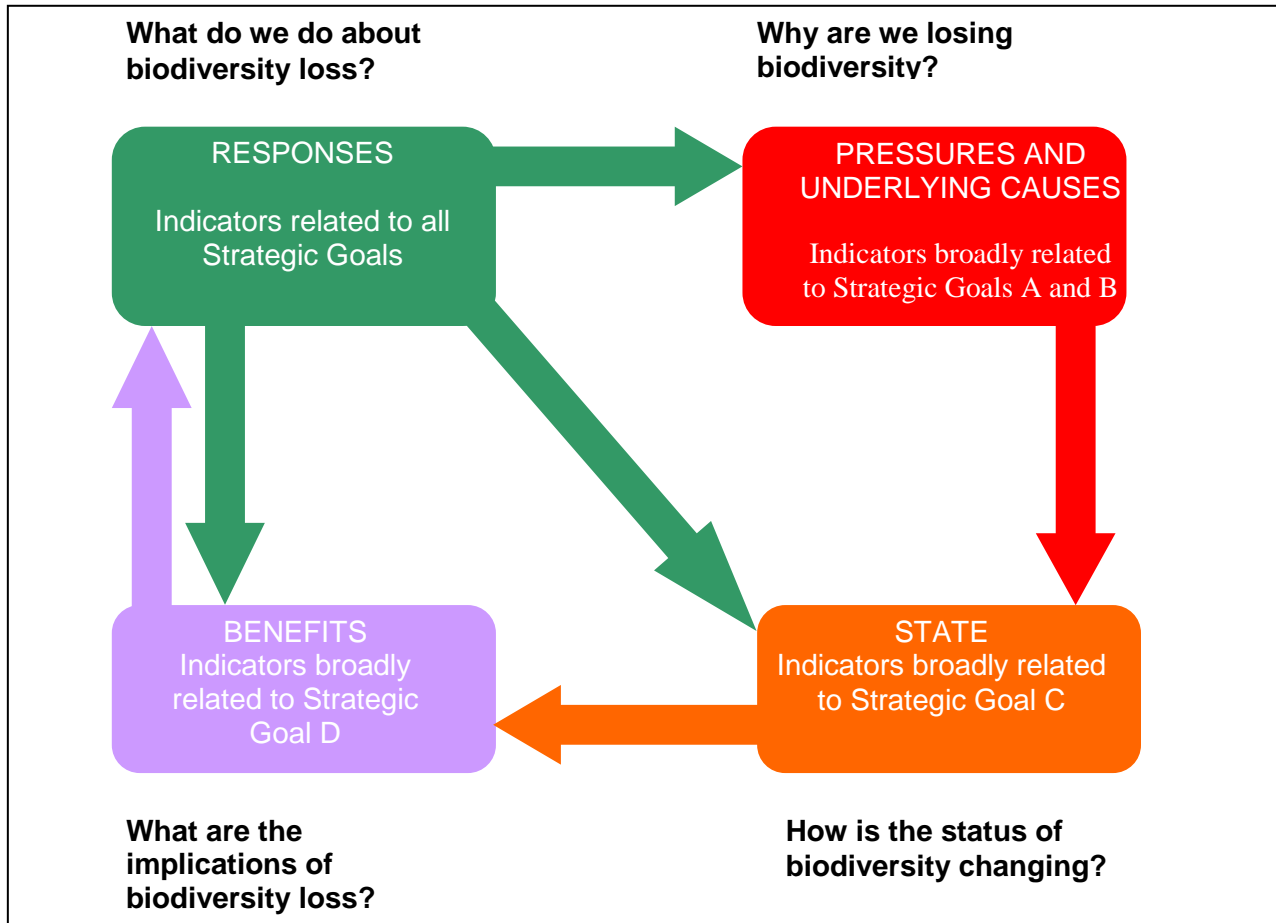 What do we do about
biodiversity loss?
Why are we losing
biodiversity?
RESPONSES
Indicators related to all
Strategic Goals
PRESSURES AND
UNDERLYING CAUSES
Indicators broadly related
to Strategic Goals A and B
BENEFITS
Indicators broadly
related to Strategic
Goal D
STATE
Indicators broadly related
to Strategic Goal C
What are the
implications of
biodiversity loss?
How is the status of
biodiversity changing?